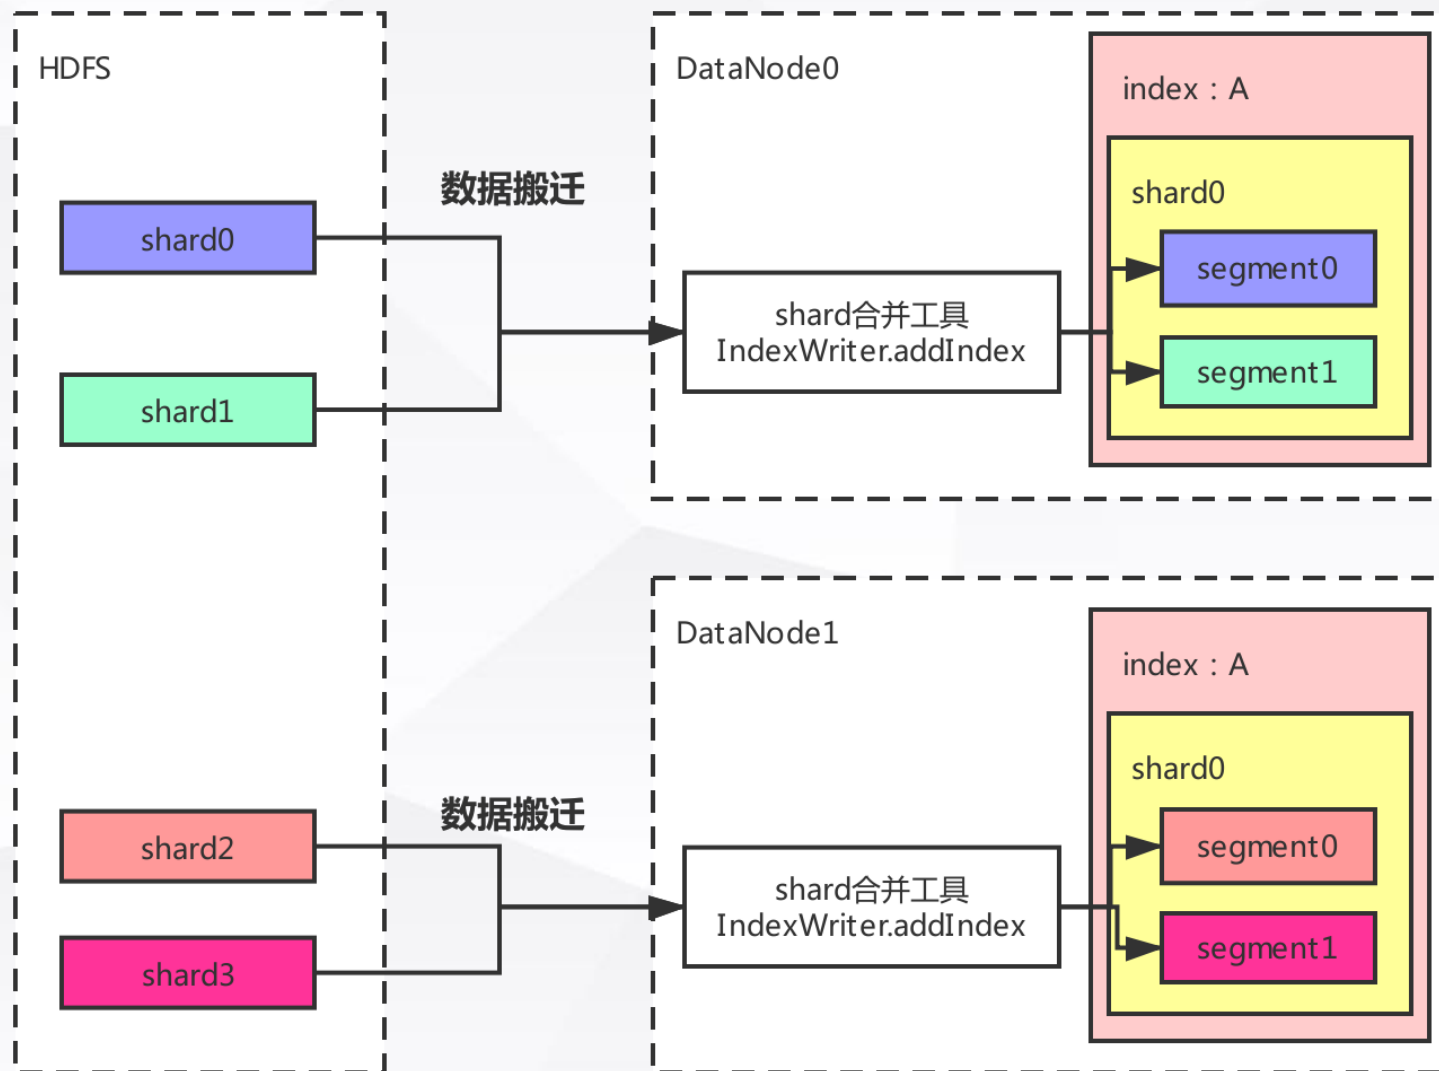 HDFS
shard0
shard1
shard2
shard3
数据搬迁
数据搬迁
DataNode0
shard合并工具
IndexWriter.addIndex
index：A
shard0
segment0
segment1
DataNode1
shard合并工具
IndexWriter.addIndex
index：A
shard0
segment0
segment1